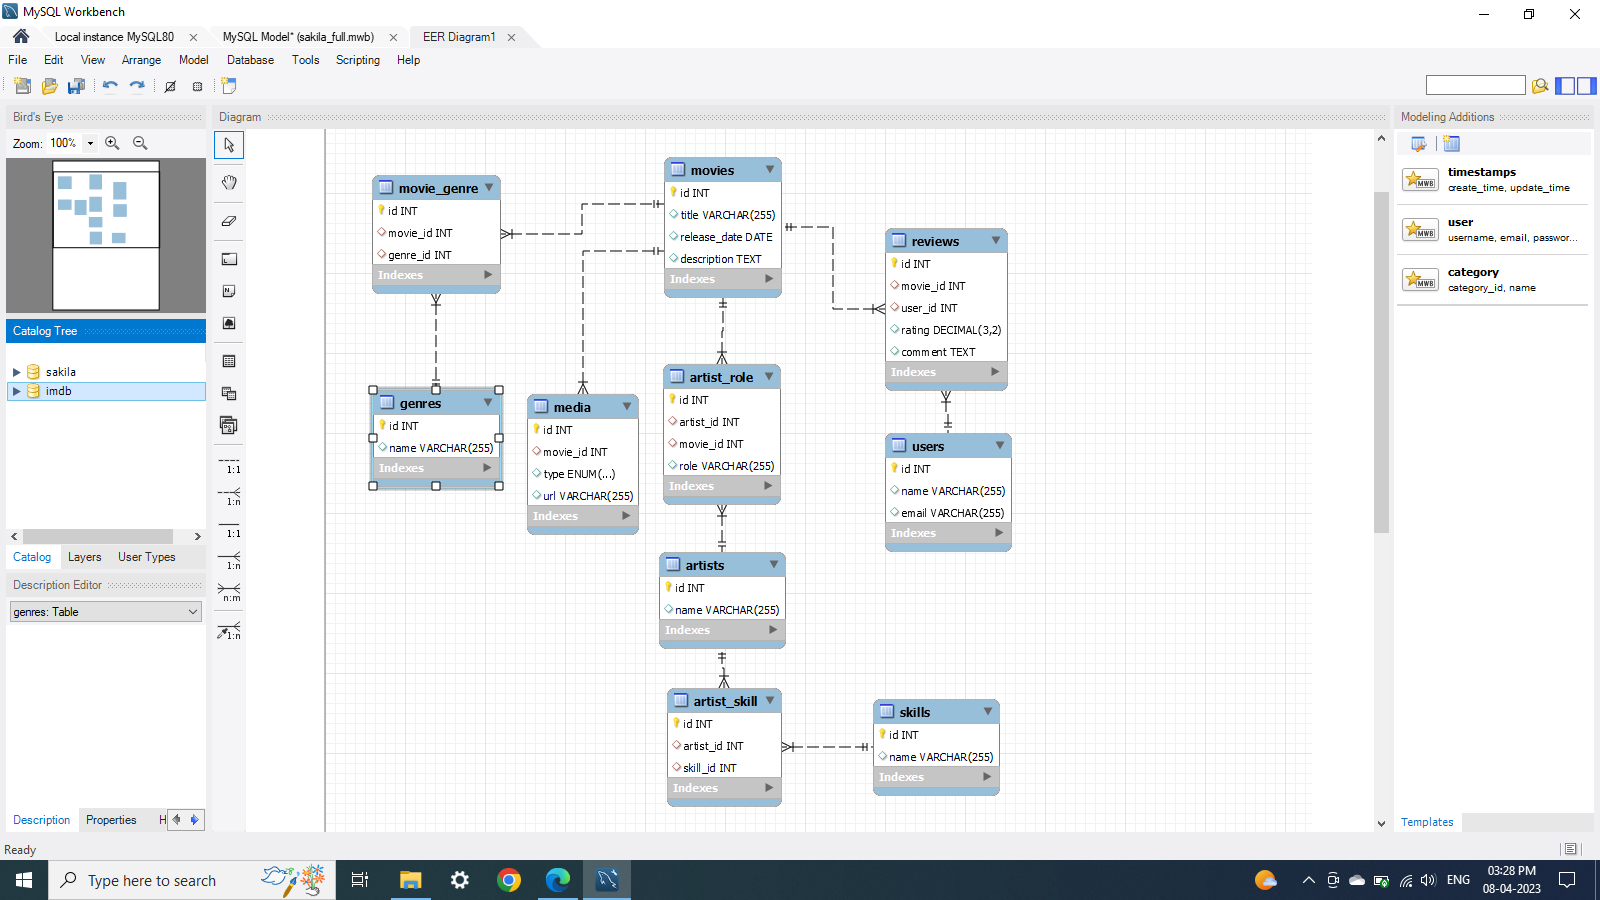 MySQL Workbench
Local instance MySQL80
MySQL Model* (sakila_full.mwb)
EER Diagram1
File Edit View Arrange Model Database Tools Scripting Help
Bird's Eye
Zoom: 100%
Catalog Tree
sakila
imdb
Catalog Layers User Types
Description Editor
genres: Table
Description Properties H
Diagram
1:1
1:n
1:1
1:n
n:m
1:n
movie_genre
id INT
movie_id INT
genre_id INT
Indexes
genres
id INT
name VARCHAR(255)
Indexes
media
id INT
movie_id INT
type ENUM(...)
url VARCHAR(255)
Indexes
movies
id INT
title VARCHAR(255)
release_date DATE
description TEXT
Indexes
artist_role
id INT
artist_id INT
movie_id INT
role VARCHAR(255)
Indexes
artists
id INT
name VARCHAR(255)
Indexes
artist_skill
id INT
artist_id INT
skill_id INT
Indexes
reviews
id INT
movie_id INT
user_id INT
rating DECIMAL(3,2)
comment TEXT
Indexes
users
id INT
name VARCHAR(255)
email VARCHAR(255)
Indexes
skills
id INT
name VARCHAR(255)
Indexes
Modeling Additions
MWB
timestamps
create_time, update_time
MWB
user
username, email, passwor...
MWB
category
category_id, name
Templates
Ready
Type here to search
ENG
03:28 PM
08-04-2023